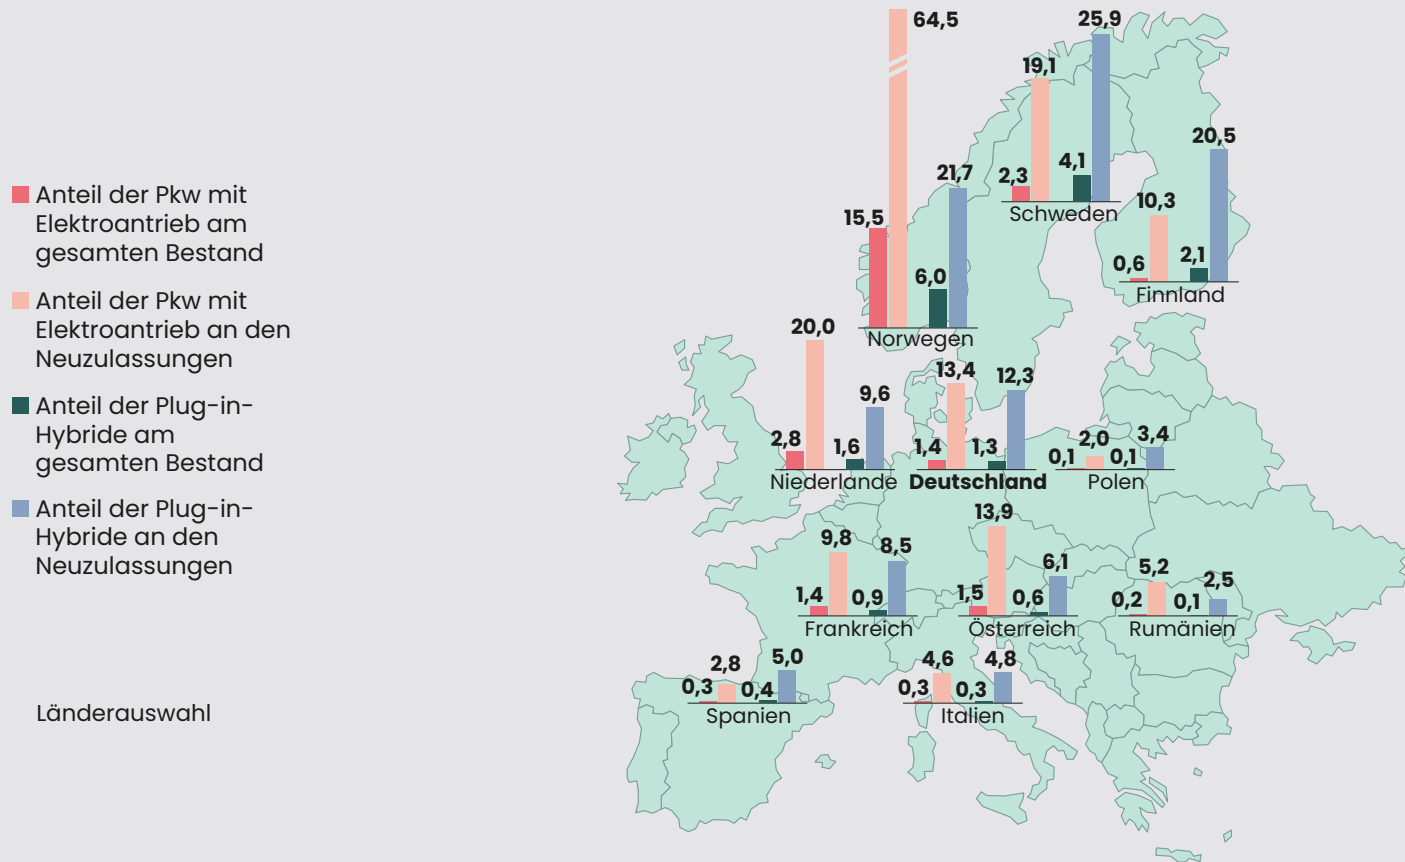 Anteil der Pkw mit
Elektroantrieb am
gesamten Bestand
Anteil der Pkw mit
Elektroantrieb an den
Neuzulassungen
Anteil der Plug-in-
Hybride am
gesamten Bestand
Anteil der Plug-in-
Hybride an den
Neuzulassungen
Länderauswahl
15,5
64,5
6,0
21,7
Norwegen
2,3
19,1
4,1
25,9
Schweden
0,6
10,3
2,1
20,5
Finnland
2,8
20,0
1,6
9,6
Niederlande
1,4
13,4
1,3
12,3
Deutschland
0,1
2,0
0,1
3,4
Polen
1,4
9,8
0,9
8,5
Frankreich
1,5
13,9
0,6
6,1
Österreich
0,2
5,2
0,1
2,5
Rumänien
0,3
2,8
0,4
5,0
Spanien
0,3
4,6
0,3
4,8
Italien